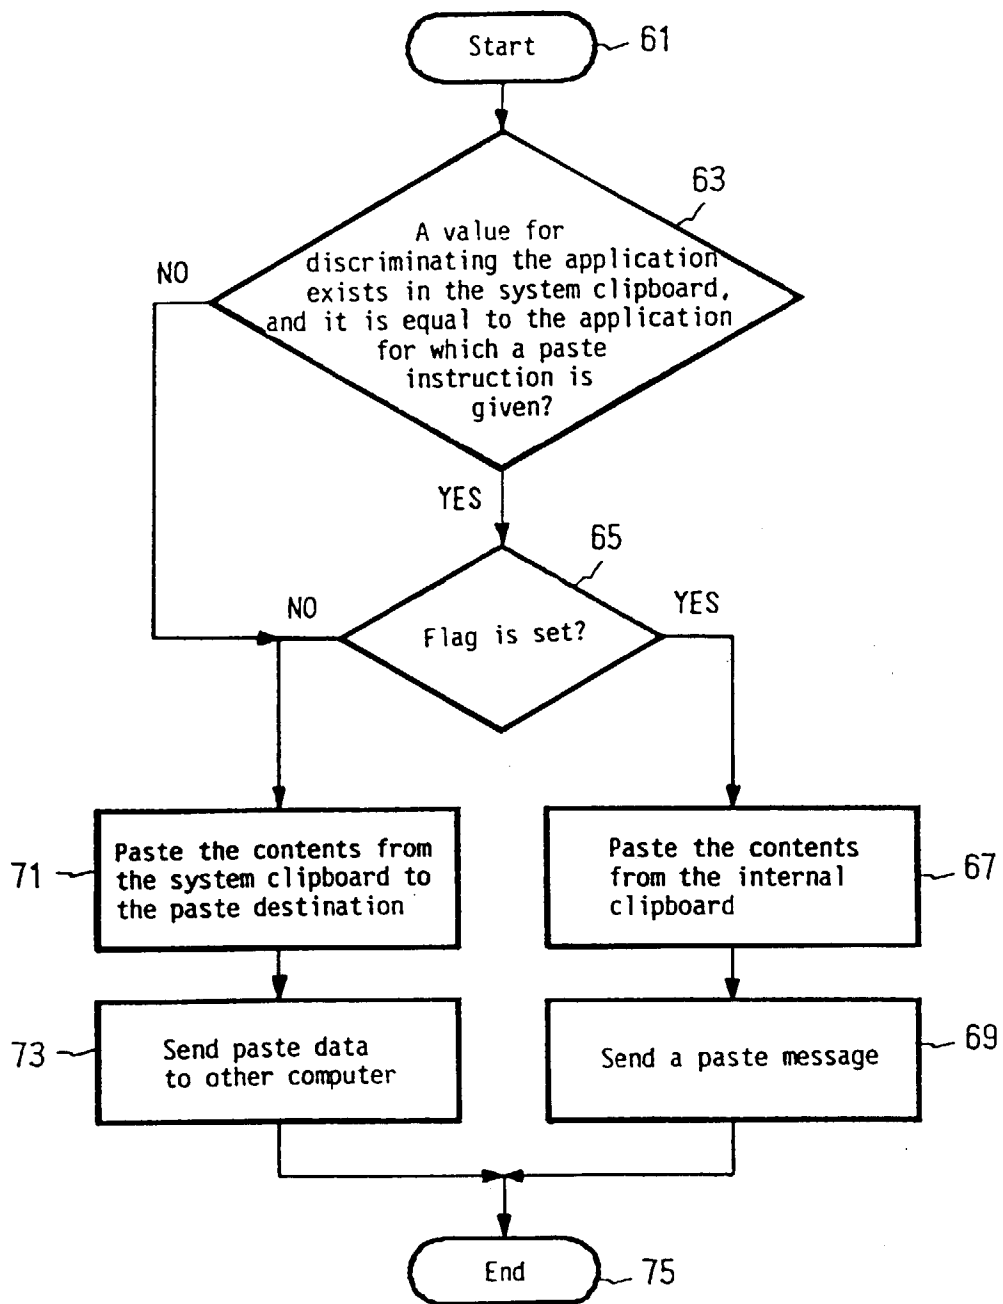 Start
61
63
A value for
discriminating the application
exists in the system clipboard,
and it is equal to the application
for which a paste
instruction is
given?
NO
YES
65
NO
YES
Flag is set?
71
Paste the contents from
the system clipboard to
the paste destination
Paste the contents
from the internal
clipboard
67
73
Send paste data
to other computer
Send a paste message
69
End
75